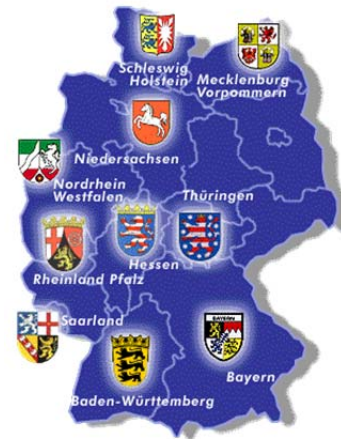 Schleswig
Holstein
Mecklenburg
Vorpommern
Niedersachsen
Nordrhein
Westfalen
Thüringen
Hessen
Rheinland Pfalz
Saarland
BAYERN
Bayern
Baden-Württemberg